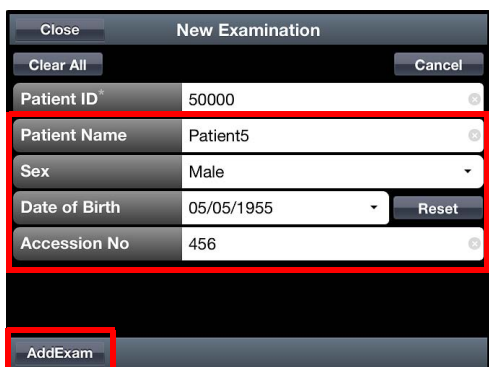 Close New Examination
Clear All Cancel
Patient ID* 50000
Patient Name Patient5
Sex Male
Date of Birth 05/05/1955 Reset
Accession No 456
AddExam